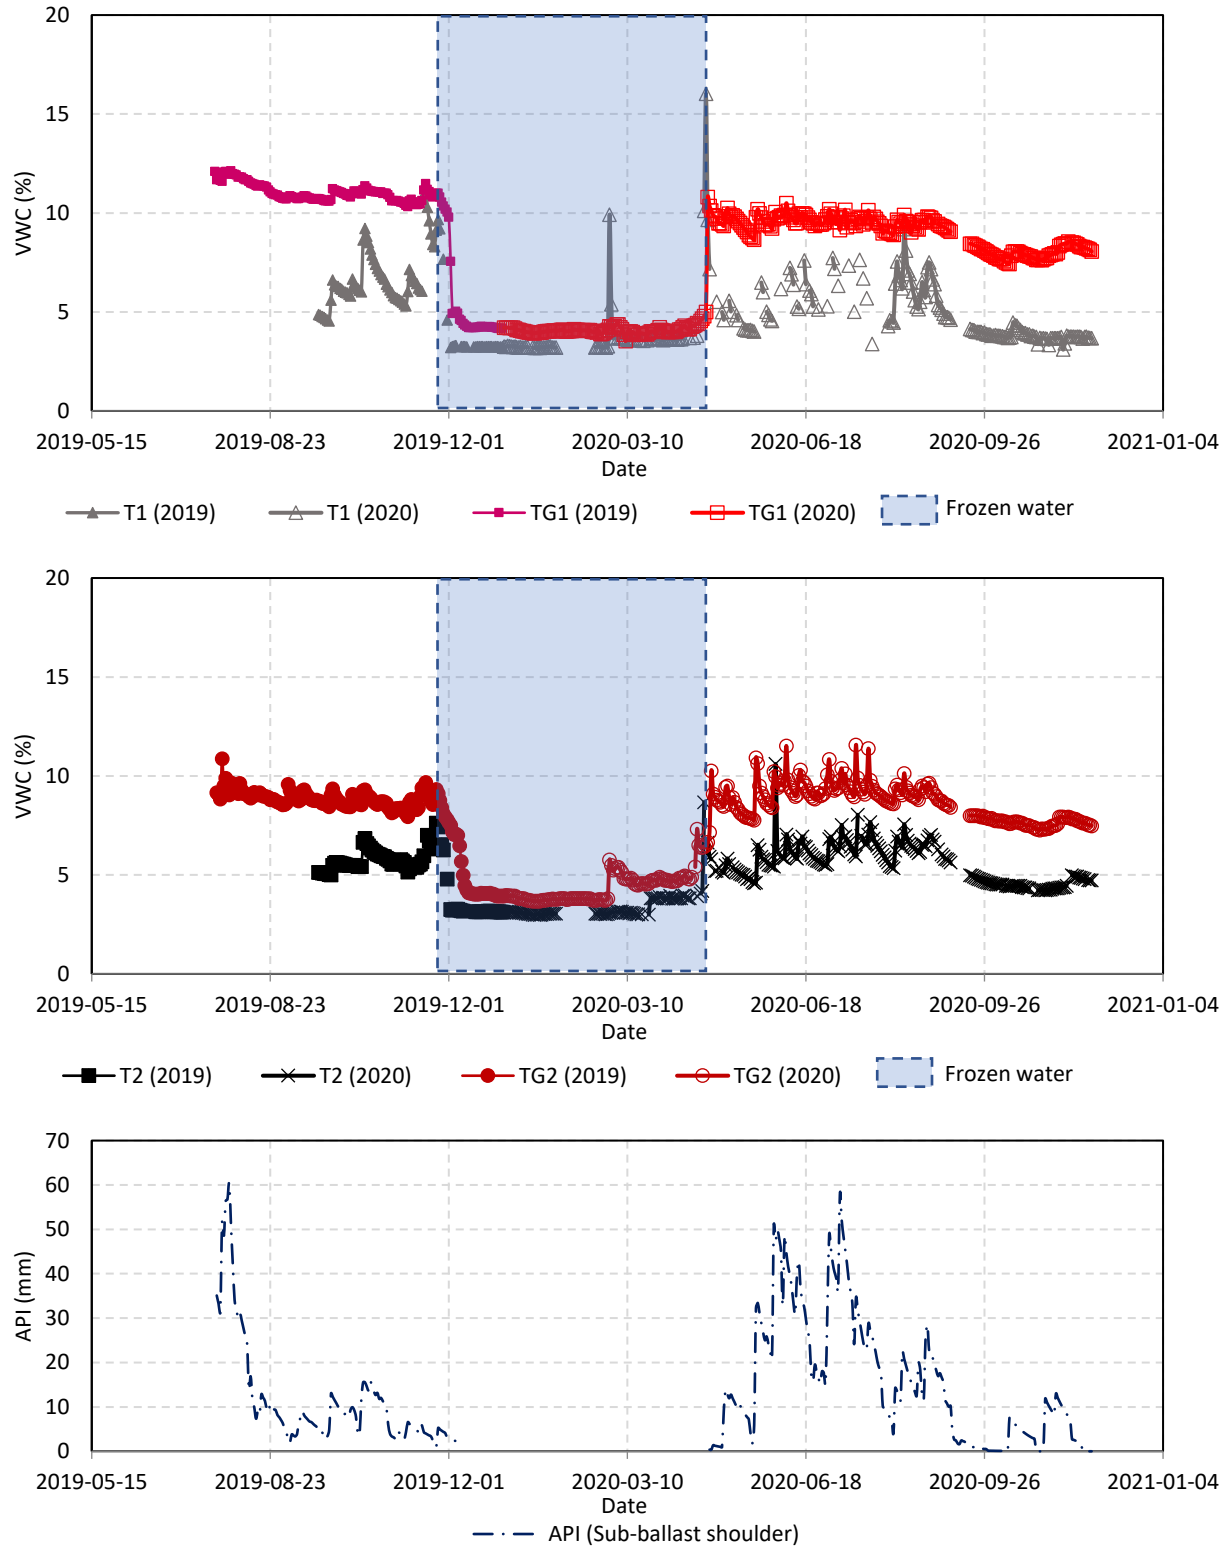 20
15
10
5
0
VWC (%)
2019-05-15 2019-08-23 2019-12-01 2020-03-10 2020-06-18 2020-09-26 2021-01-04
Date
T1 (2019) T1 (2020) TG1 (2019) TG1 (2020) Frozen water
20
15
10
5
0
VWC (%)
2019-05-15 2019-08-23 2019-12-01 2020-03-10 2020-06-18 2020-09-26 2021-01-04
Date
T2 (2019) T2 (2020) TG2 (2019) TG2 (2020) Frozen water
70
60
50
40
30
20
10
0
API (mm)
2019-05-15 2019-08-23 2019-12-01 2020-03-10 2020-06-18 2020-09-26 2021-01-04
Date
API (Sub-ballast shoulder)